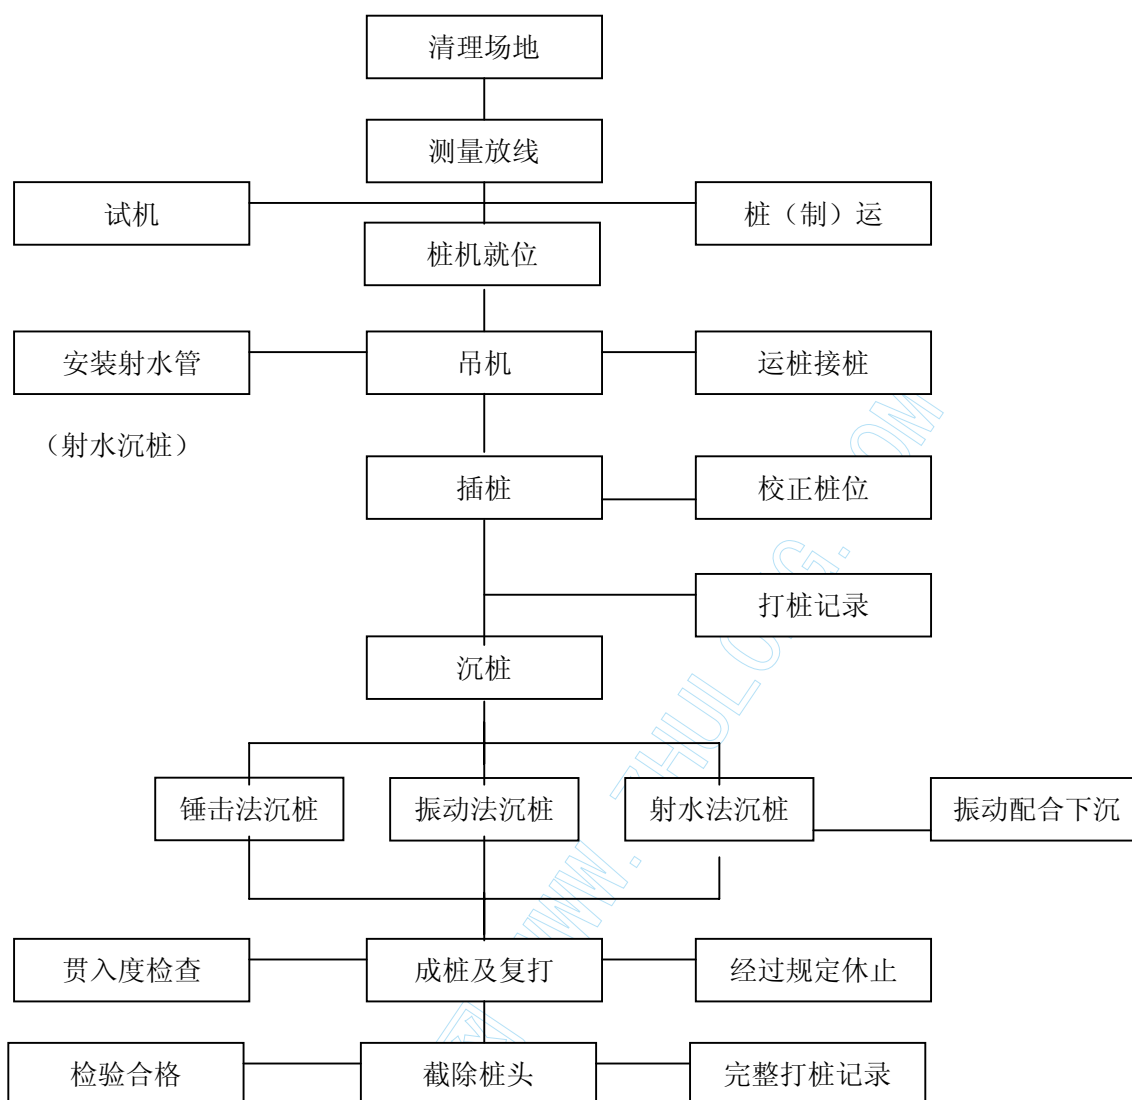 清理场地
测量放线
试机
桩（制）运
桩机就位
安装射水管
吊机
运桩接桩
（射水沉桩）
插桩
校正桩位
打桩记录
沉桩
锤击法沉桩
振动法沉桩
射水法沉桩
振动配合下沉
贯入度检查
成桩及复打
经过规定休止
检验合格
截除桩头
完整打桩记录
网 WWW.ZHULONG.COM